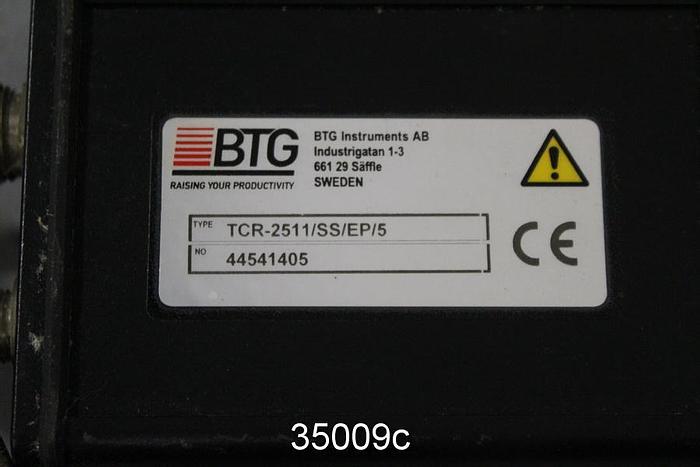 BTG
RAISING YOUR PRODUCTIVITY
BTG Instruments AB
Industrigatan 1-3
661 29 Säffle
SWEDEN
!
TYPE TCR-2511/SS/EP/5
NO 44541405
CE
35009c